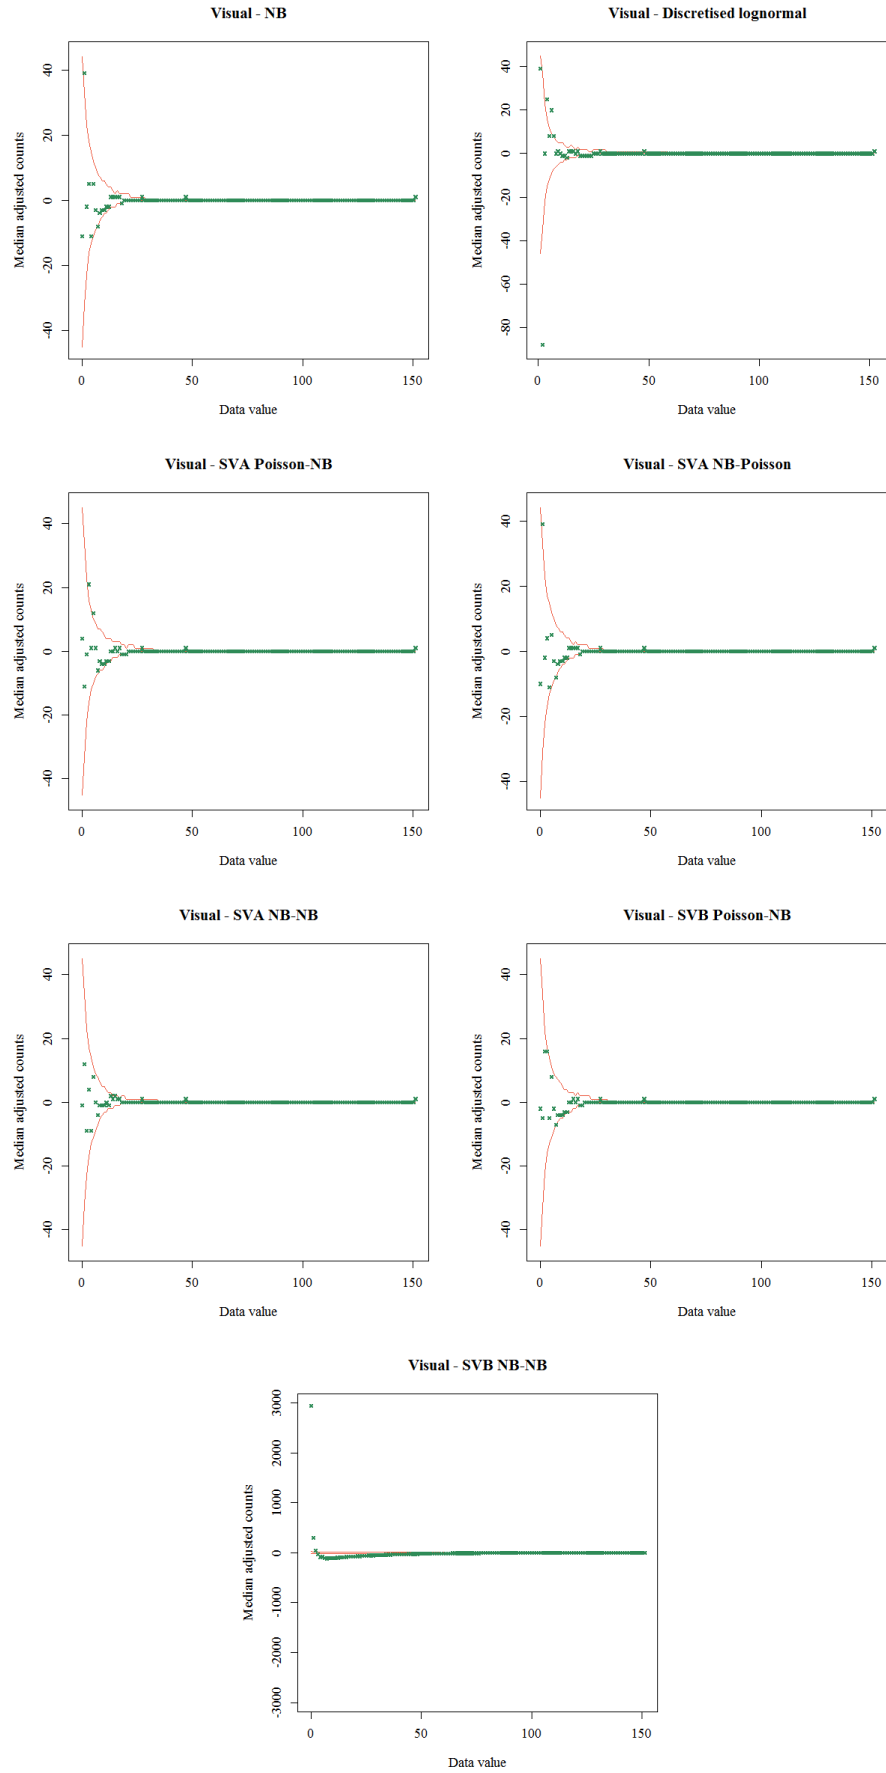 Visual - NB
Median adjusted counts
40
20
0
-20
-40
0 50 100 150
Data value
Visual - Discretised lognormal
Median adjusted counts
40
20
0
-20
-40
-60
-80
0 50 100 150
Data value
Visual - SVA Poisson-NB
Median adjusted counts
40
20
0
-20
-40
0 50 100 150
Data value
Visual - SVA NB-Poisson
Median adjusted counts
40
20
0
-20
-40
0 50 100 150
Data value
Visual - SVA NB-NB
Median adjusted counts
40
20
0
-20
-40
0 50 100 150
Data value
Visual - SVB Poisson-NB
Median adjusted counts
40
20
0
-20
-40
0 50 100 150
Data value
Visual - SVB NB-NB
Median adjusted counts
3000
2000
1000
0
-1000
-2000
-3000
0 50 100 150
Data value